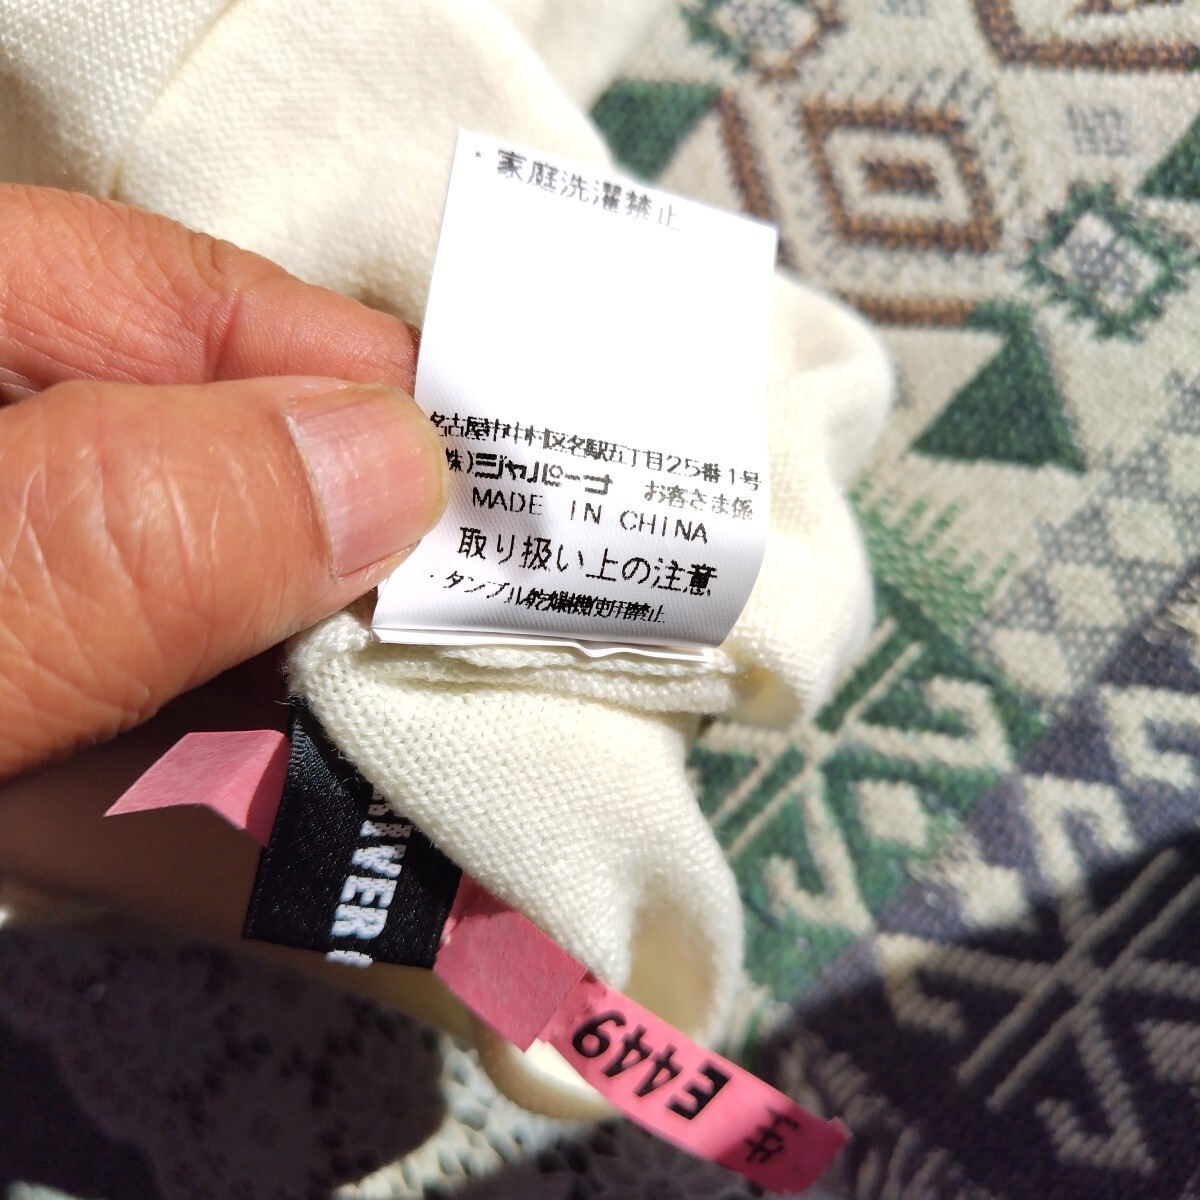 ・家庭洗濯禁止
名古屋市中村区名駅五丁目25番1号
(株)ジャパーナ お客さま係
MADE IN CHINA
取り扱い上の注意
・タンブル乾燥機使用禁止
RIVER
E449